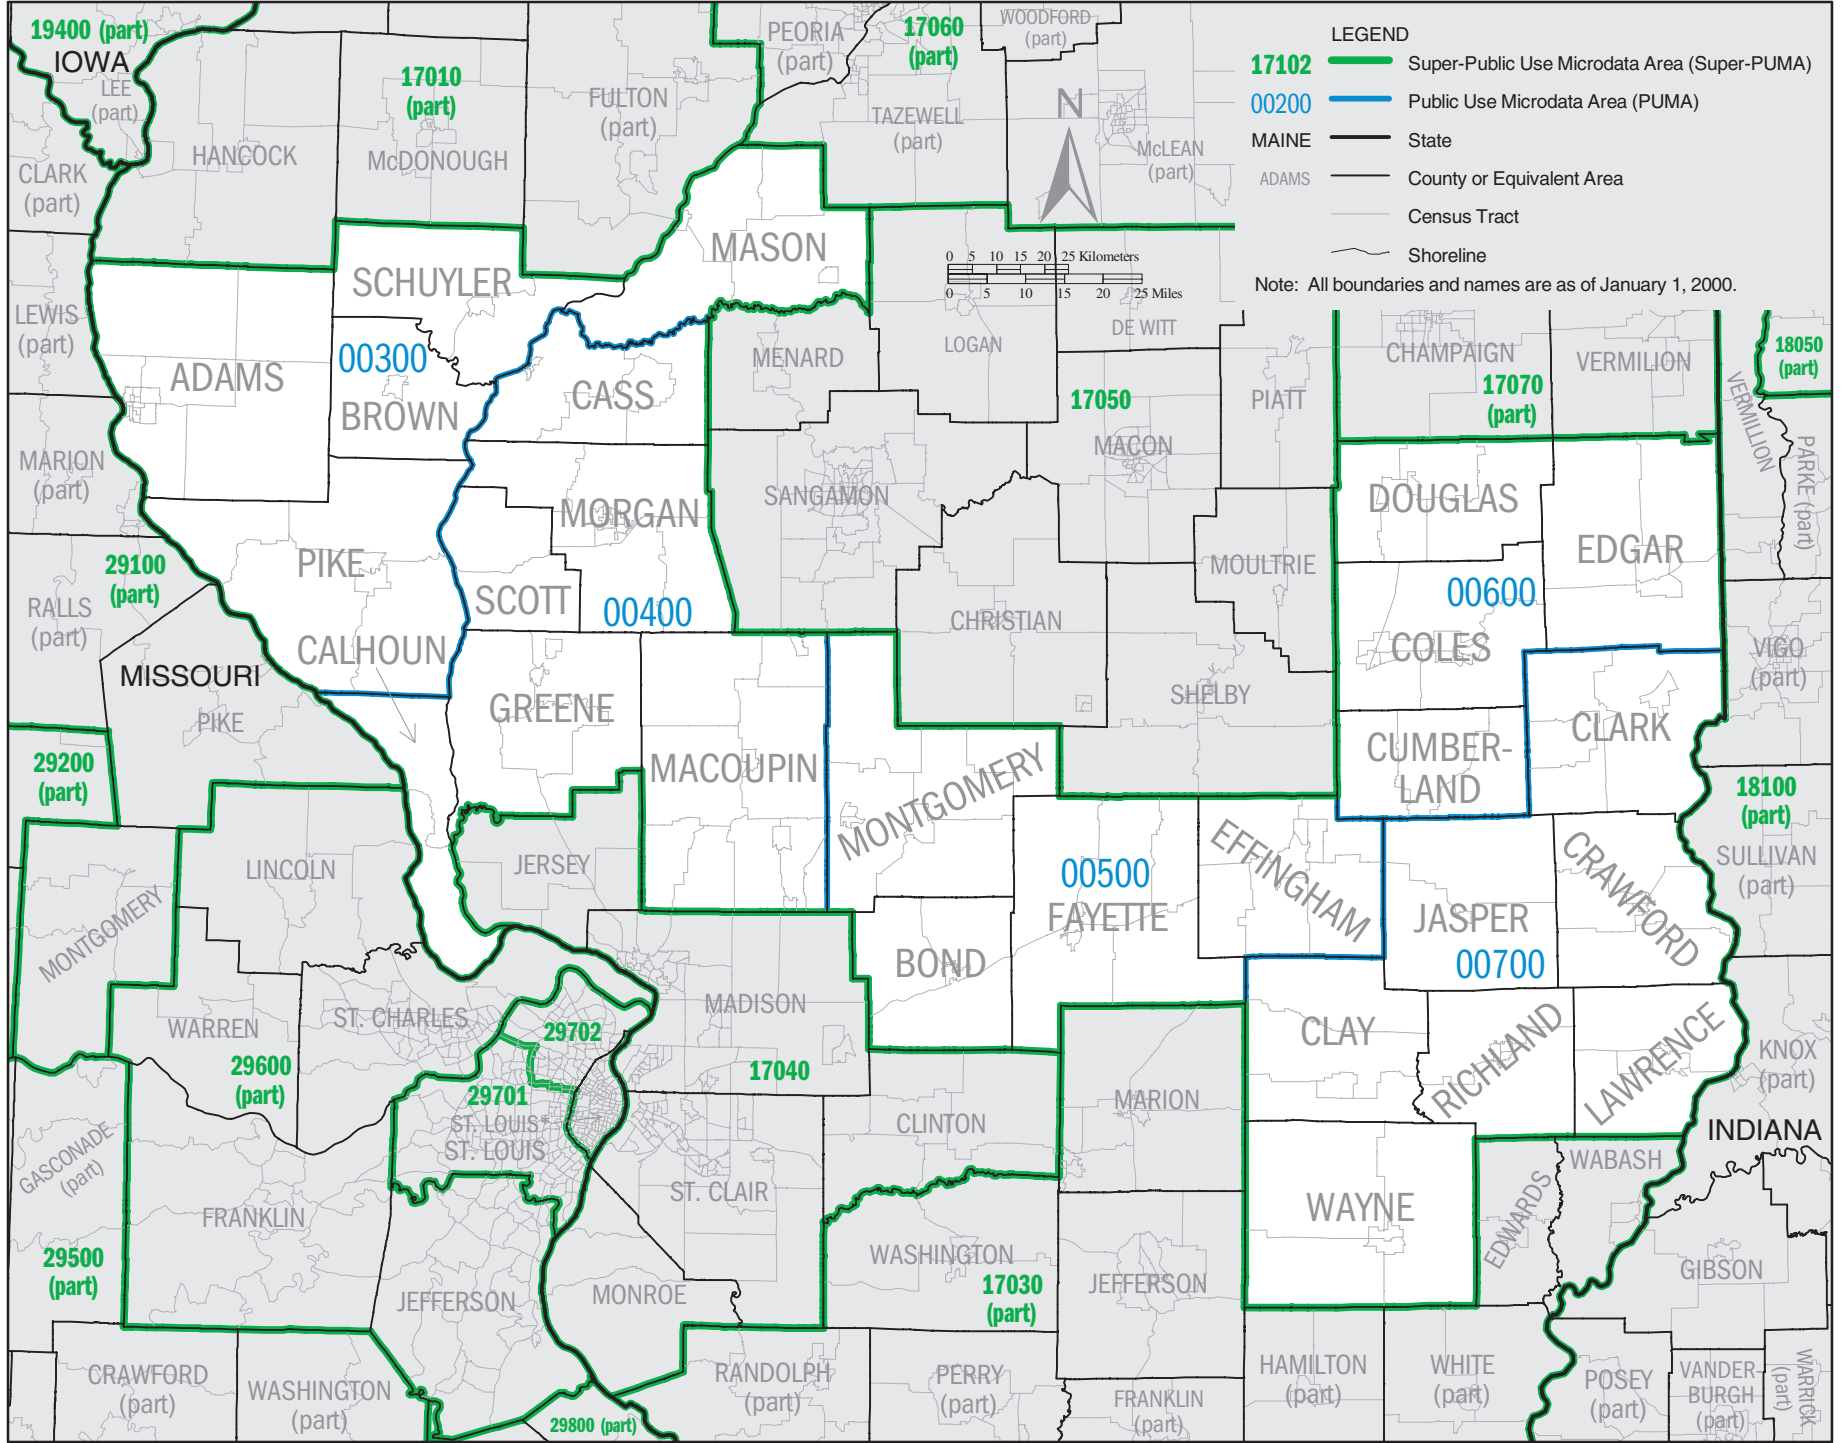 19400 (part)
IOWA
LEE
(part)
17010
(part)
HANCOCK
McDONOUGH
FULTON
(part)
PEORIA
(part)
17060
(part)
WOODFORD
(part)
TAZEWELL
(part)
McLEAN
(part)
N
LEGEND
17102 Super-Public Use Microdata Area (Super-PUMA)
00200 Public Use Microdata Area (PUMA)
MAINE State
ADAMS County or Equivalent Area
Census Tract
Shoreline
Note: All boundaries and names are as of January 1, 2000.
0 5 10 15 20 25 Kilometers
0 5 10 15 20 25 Miles
CLARK
(part)
LEWIS
(part)
MARION
(part)
RALLS
(part)
29100
(part)
MISSOURI
PIKE
SCHUYLER
MASON
ADAMS
00300
BROWN
CASS
MENARD
LOGAN
DE WITT
17050
PIATT
CHAMPAIGN
17070
(part)
VERMILION
18050
(part)
VERMILLION
PARKE (part)
MACON
SANGAMON
MORGAN
PIKE
SCOTT
00400
CALHOUN
CHRISTIAN
MOULTRIE
SHELBY
DOUGLAS
EDGAR
00600
COLES
CUMBER-
LAND
CLARK
VIGO
(part)
18100
(part)
SULLIVAN
(part)
GREENE
MACOUPIN
MONTGOMERY
00500
FAYETTE
EFFINGHAM
BOND
JASPER
00700
CRAWFORD
CLAY
RICHLAND
LAWRENCE
KNOX
(part)
INDIANA
WAYNE
EDWARDS
WABASH
GIBSON
29200
(part)
MONTGOMERY
LINCOLN
JERSEY
WARREN
29600
(part)
ST. CHARLES
29702
29701
ST. LOUIS*
ST. LOUIS
MADISON
17040
CLINTON
MARION
ST. CLAIR
GASCONADE
(part)
FRANKLIN
29500
(part)
JEFFERSON
MONROE
WASHINGTON
17030
(part)
JEFFERSON
CRAWFORD
(part)
WASHINGTON
(part)
29800 (part)
RANDOLPH
(part)
PERRY
(part)
FRANKLIN
(part)
HAMILTON
(part)
WHITE
(part)
POSEY
(part)
VANDER-
BURGH
(part)
WARRICK
(part)